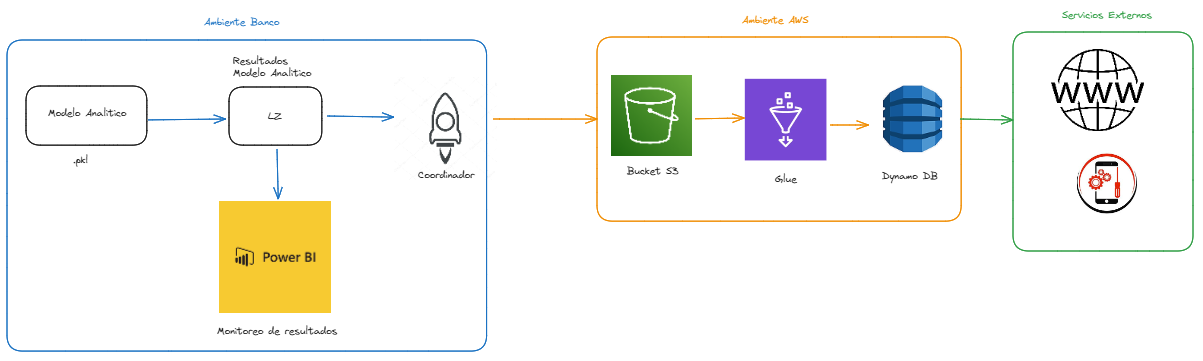 Ambiente Banco
Resultados
Modelo Analitico
Modelo Analítico
LZ
.pkl
Coordinador
Power BI
Monitoreo de resultados
Ambiente AWS
Bucket S3
Glue
Dynamo DB
Servicios Externos
WWW